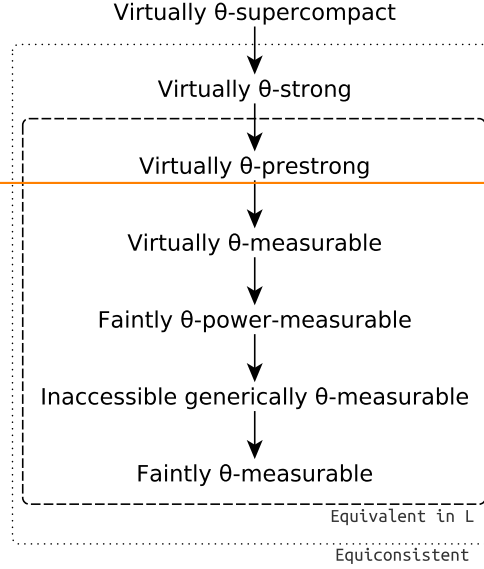 Virtually θ-supercompact
Virtually θ-strong
Virtually θ-prestrong
Virtually θ-measurable
Faintly θ-power-measurable
Inaccessible generically θ-measurable
Faintly θ-measurable
Equivalent in L
Equiconsistent